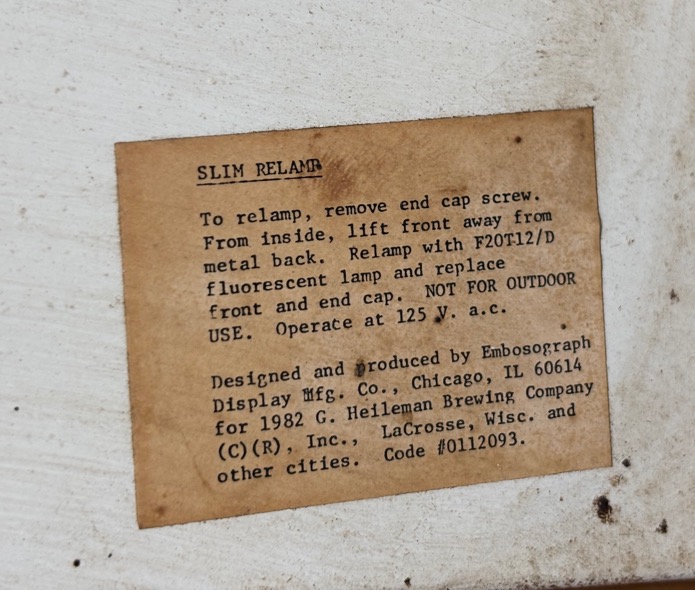 SLIM RELAMP
To relamp, remove end cap screw.
From inside, lift front away from
metal back. Relamp with F20T12/D
fluorescent lamp and replace
front and end cap. NOT FOR OUTDOOR
USE. Operate at 125 V. a.c.
Designed and produced by Embosograph
Display Mfg. Co., Chicago, IL 60614
for 1982 G. Heileman Brewing Company
(C)(R), Inc., LaCrosse, Wisc. and
other cities. Code #0112093.